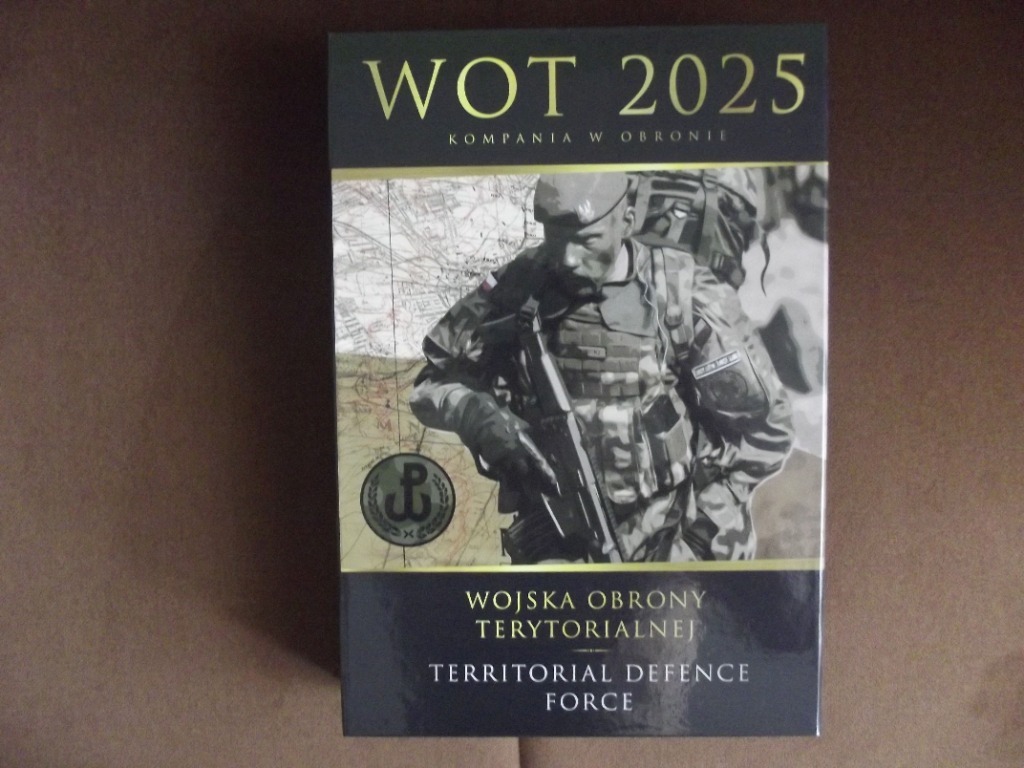 WOT 2025
KOMPANIA W OBRONIE
WOJSKA OBRONY
TERYTORIALNEJ
TERRITORIAL DEFENCE
FORCE